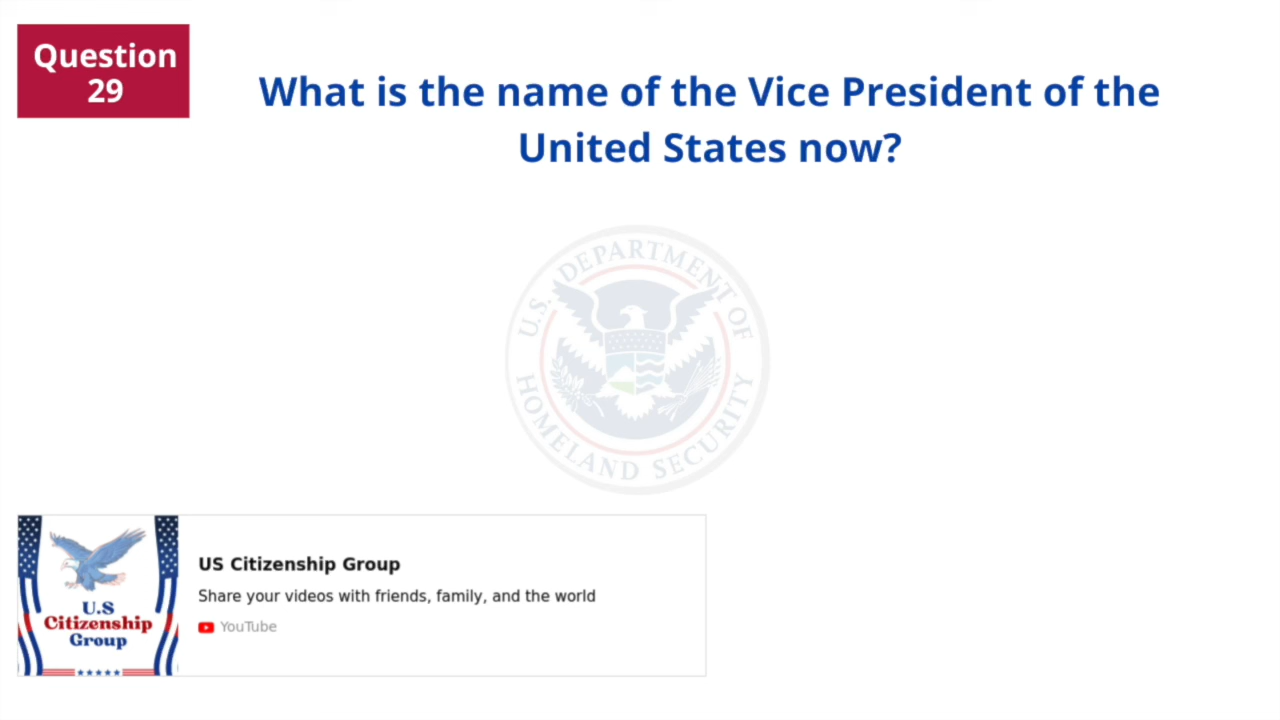 Question
29
What is the name of the Vice President of the
United States now?
U.S. DEPARTMENT OF
HOMELAND SECURITY
US Citizenship Group
Share your videos with friends, family, and the world
YouTube
U.S
Citizenship
Group